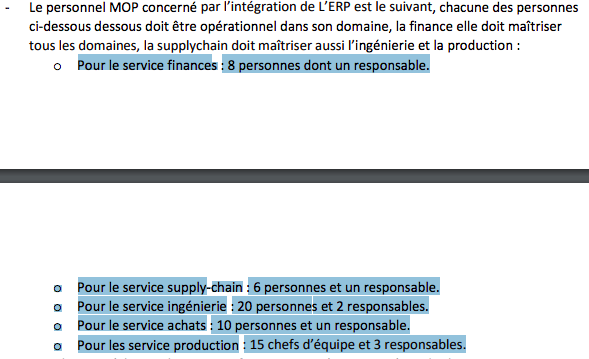 - Le personnel MOP concerné par l'intégration de L'ERP est le suivant, chacune des personnes
ci-dessous dessous doit être opérationnel dans son domaine, la finance elle doit maîtriser
tous les domaines, la supplychain doit maîtriser aussi l'ingénierie et la production :
o Pour le service finances : 8 personnes dont un responsable.
o Pour le service supply-chain : 6 personnes et un responsable.
o Pour le service ingénierie : 20 personnes et 2 responsables.
o Pour le service achats : 10 personnes et un responsable.
o Pour les service production : 15 chefs d'équipe et 3 responsables.